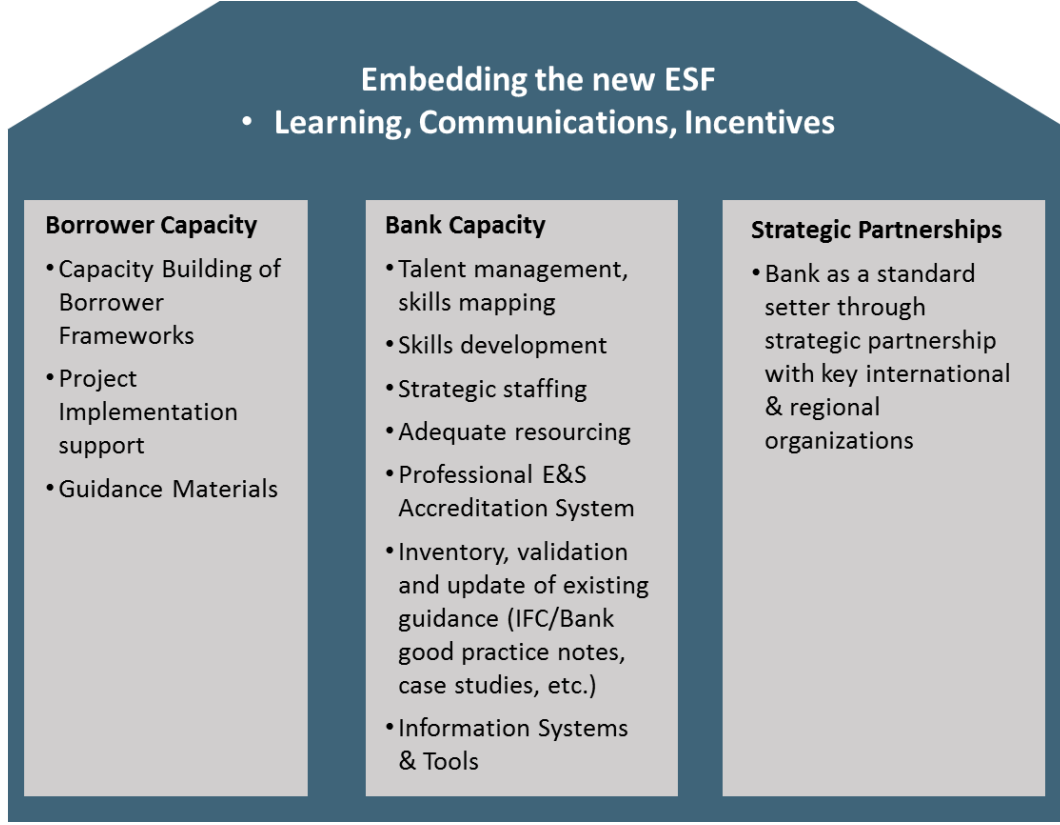 Embedding the new ESF
• Learning, Communications, Incentives
Borrower Capacity
• Capacity Building of
Borrower
Frameworks
• Project
Implementation
support
• Guidance Materials
Bank Capacity
• Talent management,
skills mapping
• Skills development
• Strategic staffing
• Adequate resourcing
• Professional E&S
Accreditation System
• Inventory, validation
and update of existing
guidance (IFC/Bank
good practice notes,
case studies, etc.)
• Information Systems
& Tools
Strategic Partnerships
• Bank as a standard
setter through
strategic partnership
with key international
& regional
organizations